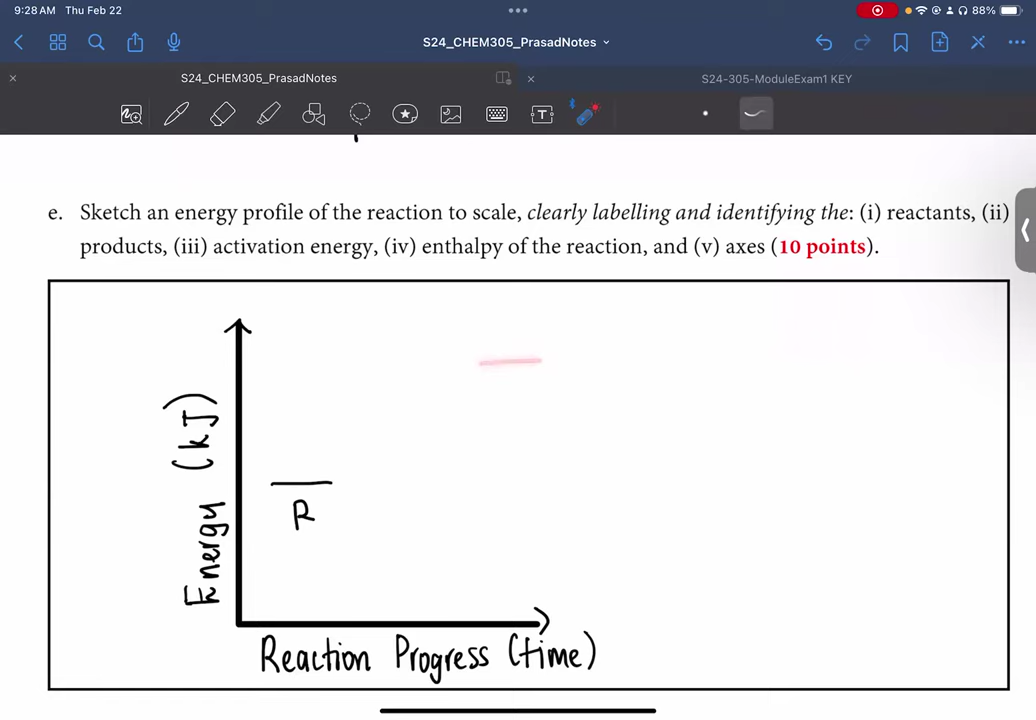 9:28 AM Thu Feb 22
88%
S24_CHEM305_PrasadNotes
S24_CHEM305_PrasadNotes
S24-305-ModuleExam1 KEY
e. Sketch an energy profile of the reaction to scale, clearly labelling and identifying the: (i) reactants, (ii)
products, (iii) activation energy, (iv) enthalpy of the reaction, and (v) axes (10 points).
Energy (kJ)
R
Reaction Progress (time)